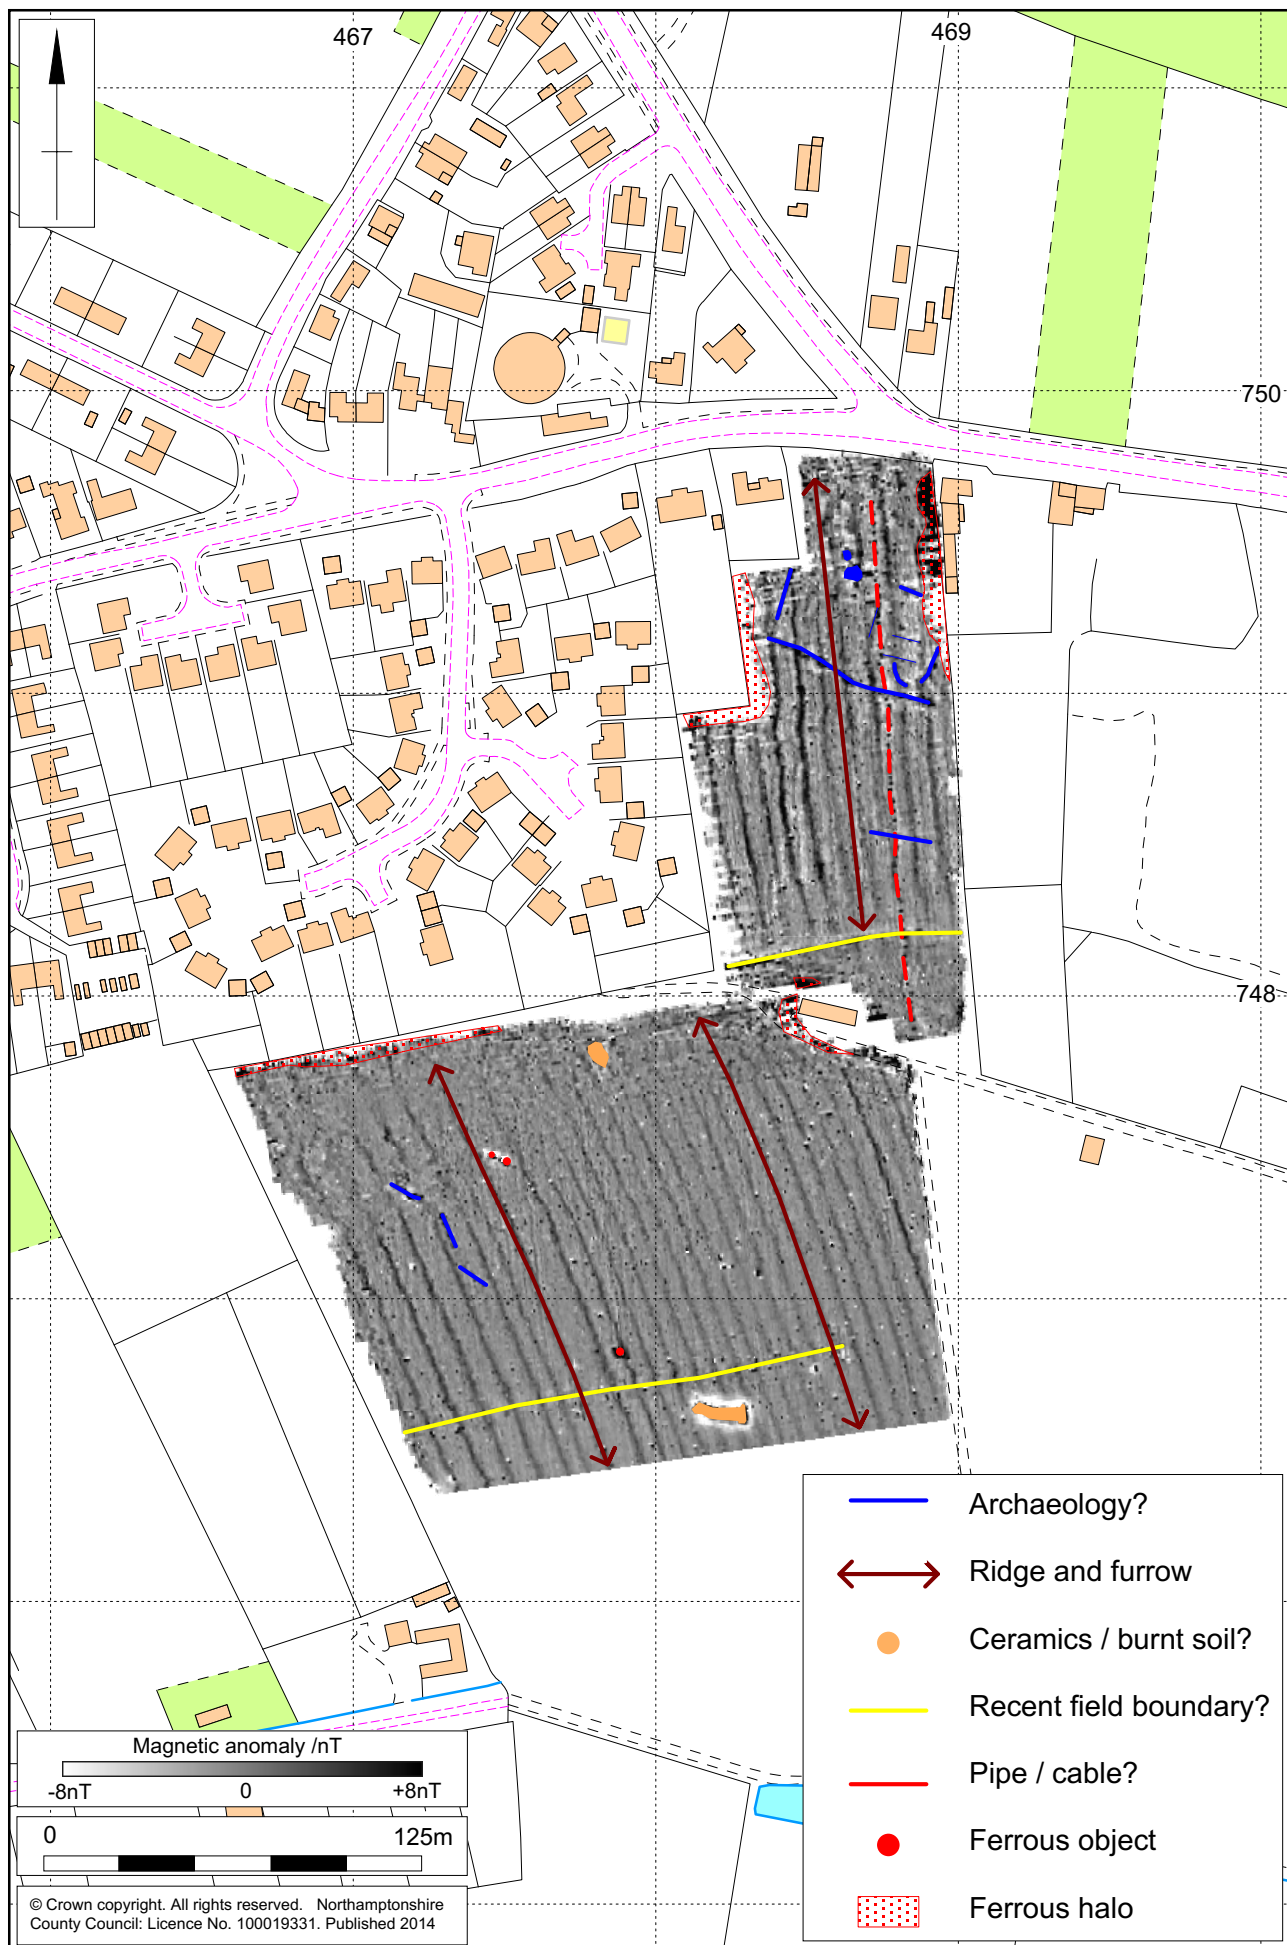 467
469
750
748
Archaeology?
Ridge and furrow
Ceramics / burnt soil?
Recent field boundary?
Pipe / cable?
Ferrous object
Ferrous halo
Magnetic anomaly /nT
-8nT 0 +8nT
0 125m
© Crown copyright. All rights reserved. Northamptonshire
County Council: Licence No. 100019331. Published 2014